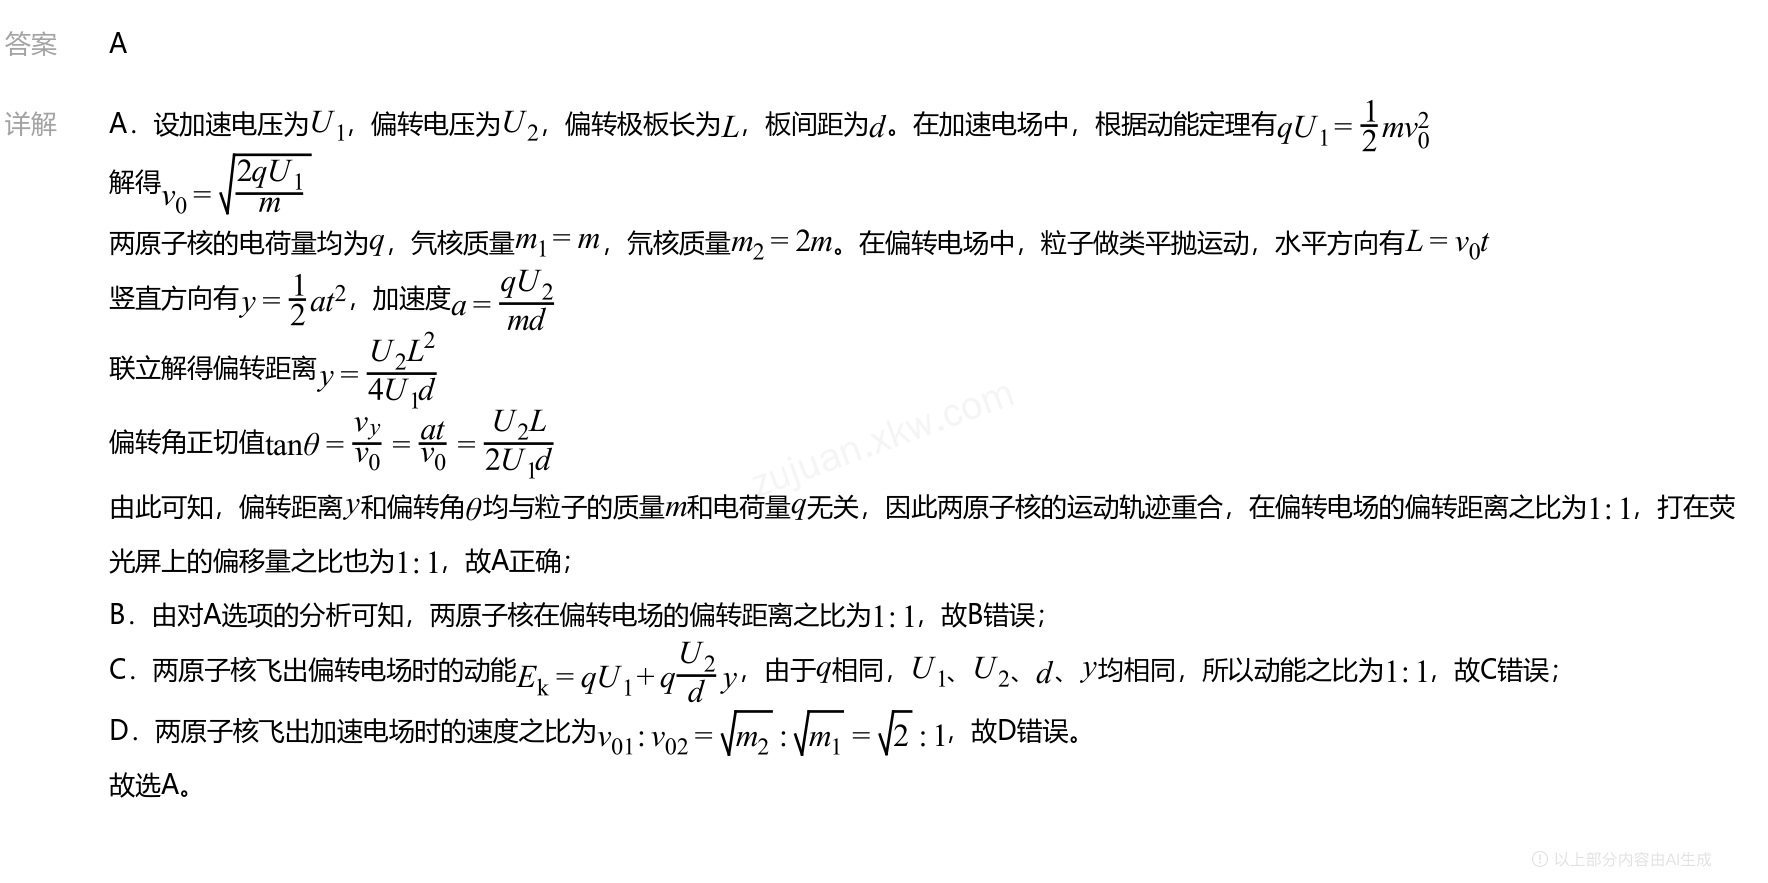 答案 A
详解 A．设加速电压为U₁，偏转电压为U₂，偏转极板长为L，板间距为d。在加速电场中，根据动能定理有qU₁ = 1/2 mv₀²
解得v₀ = √(2qU₁/m)
两原子核的电荷量均为q，氕核质量m₁ = m，氘核质量m₂ = 2m。在偏转电场中，粒子做类平抛运动，水平方向有L = v₀t
竖直方向有y = 1/2 at²，加速度a = qU₂/md
联立解得偏转距离y = U₂L²/4U₁d
偏转角正切值tanθ = v_y/v₀ = at/v₀ = U₂L/2U₁d
由此可知，偏转距离y和偏转角θ均与粒子的质量m和电荷量q无关，因此两原子核的运动轨迹重合，在偏转电场的偏转距离之比为1:1，打在荧
光屏上的偏移量之比也为1:1，故A正确；
B．由对A选项的分析可知，两原子核在偏转电场的偏转距离之比为1:1，故B错误；
C．两原子核飞出偏转电场时的动能E_k = qU₁ + q U₂/d y，由于q相同，U₁、U₂、d、y均相同，所以动能之比为1:1，故C错误；
D．两原子核飞出加速电场时的速度之比为v₀₁:v₀₂ = √m₂ : √m₁ = √2 : 1，故D错误。
故选A。
zujuan.xkw.com
以上部分内容由AI生成